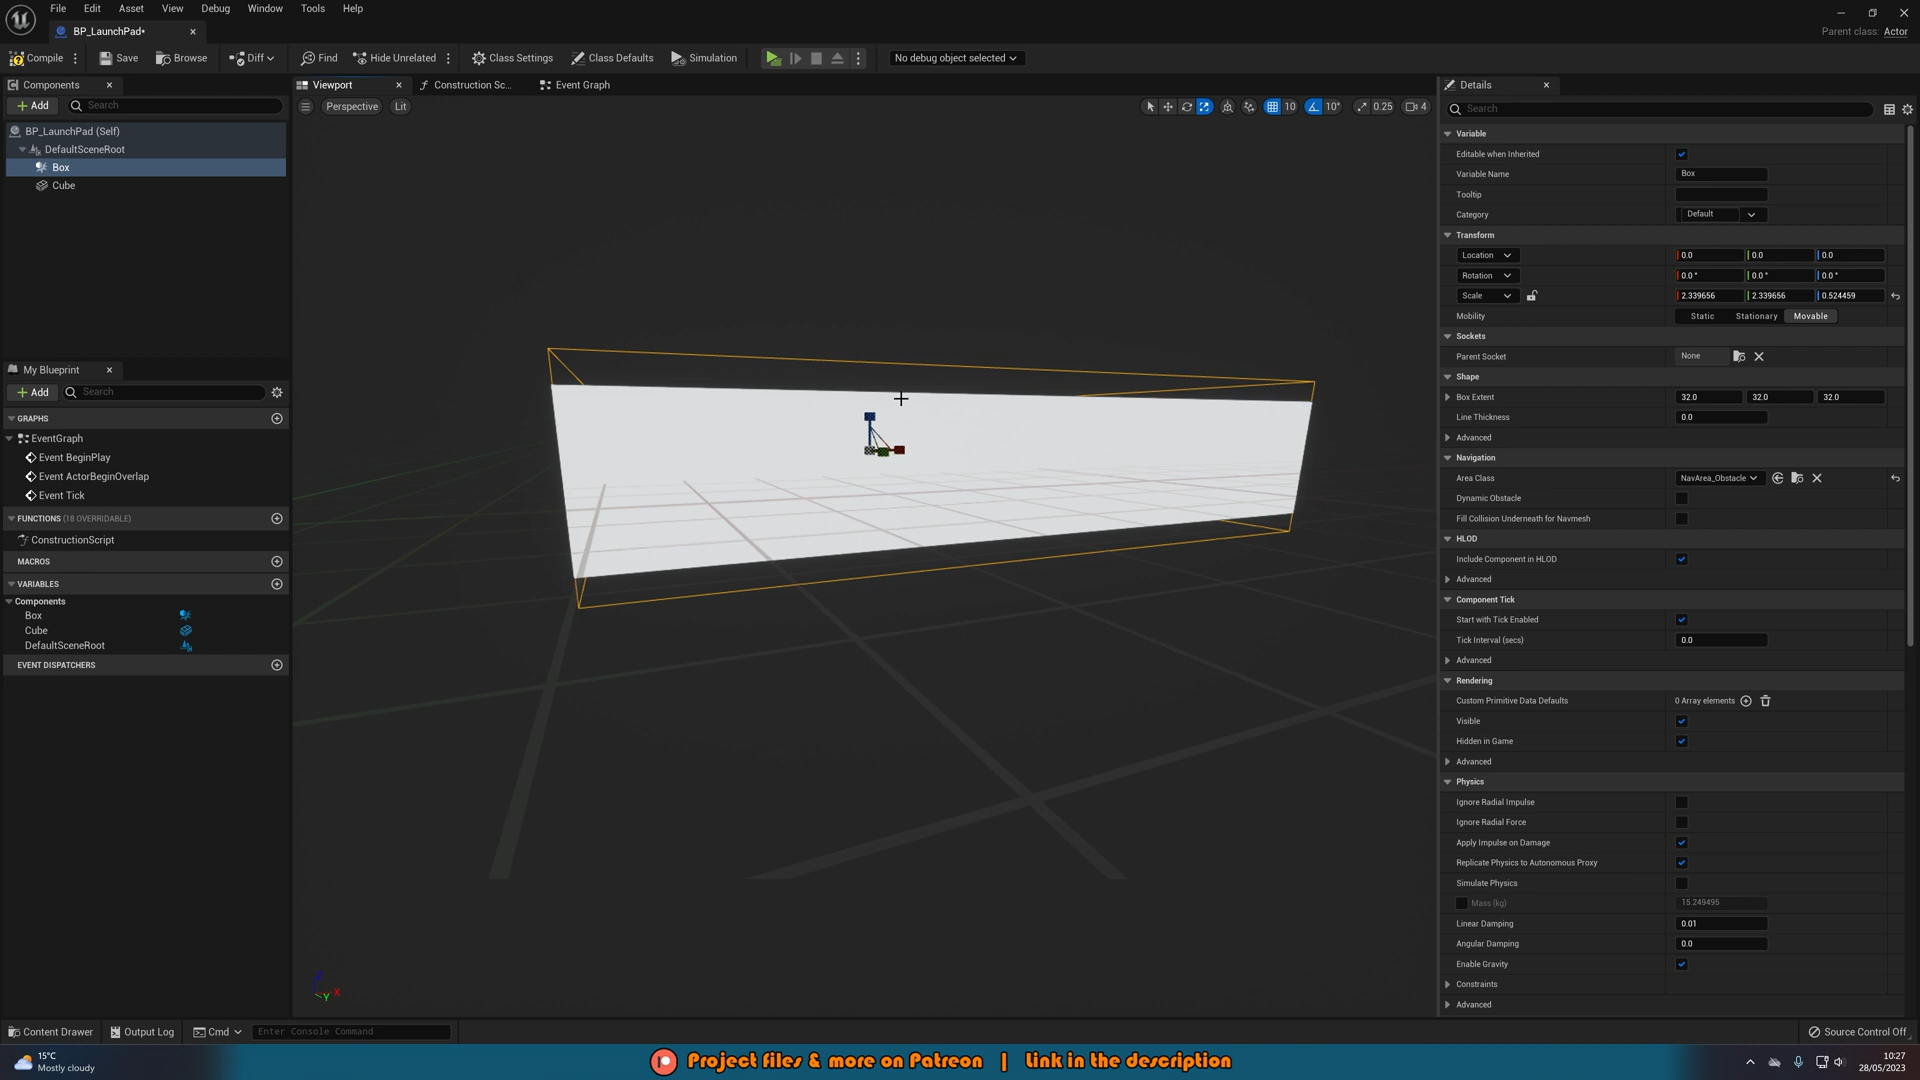 File Edit Asset View Debug Window Tools Help
BP_LaunchPad•
Parent class: Actor
Compile Save Browse Diff Find Hide Unrelated Class Settings Class Defaults Simulation No debug object selected
Components
Add Search
BP_LaunchPad (Self)
DefaultSceneRoot
Box
Cube
My Blueprint
Add Search
GRAPHS
EventGraph
Event BeginPlay
Event ActorBeginOverlap
Event Tick
FUNCTIONS (18 OVERRIDABLE)
ConstructionScript
MACROS
VARIABLES
Components
Box
Cube
DefaultSceneRoot
EVENT DISPATCHERS
Viewport Construction Sc... Event Graph
Perspective Lit 10 10° 0.25 4
Z
Y X
Details
Search
Variable
Editable when Inherited
Variable Name Box
Tooltip
Category Default
Transform
Location 0.0 0.0 0.0
Rotation 0.0 ° 0.0 ° 0.0 °
Scale 2.339656 2.339656 0.524459
Mobility Static Stationary Movable
Sockets
Parent Socket None
Shape
Box Extent 32.0 32.0 32.0
Line Thickness 0.0
Advanced
Navigation
Area Class NavArea_Obstacle
Dynamic Obstacle
Fill Collision Underneath for Navmesh
HLOD
Include Component in HLOD
Advanced
Component Tick
Start with Tick Enabled
Tick Interval (secs) 0.0
Advanced
Rendering
Custom Primitive Data Defaults 0 Array elements
Visible
Hidden in Game
Advanced
Physics
Ignore Radial Impulse
Ignore Radial Force
Apply Impulse on Damage
Replicate Physics to Autonomous Proxy
Simulate Physics
Mass (kg) 15.249495
Linear Damping 0.01
Angular Damping 0.0
Enable Gravity
Constraints
Advanced
Content Drawer Output Log Cmd Enter Console Command Source Control Off
15°C
Mostly cloudy
Project files & more on Patreon | Link in the description
10:27
28/05/2023